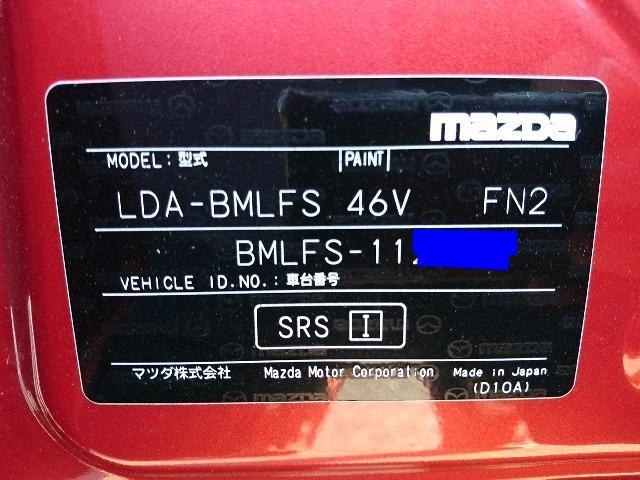 mazda
MODEL: 型式 PAINT
LDA-BMLFS 46V FN2
BMLFS-11
VEHICLE ID.NO.: 車台番号
SRS I
マツダ株式会社 Mazda Motor Corporation Made in Japan
(D10A)